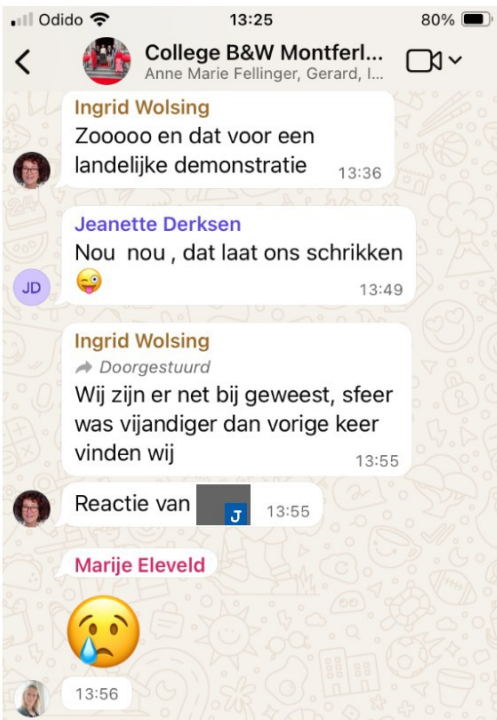 Odido 13:25 80%
College B&W Montferl...
Anne Marie Fellinger, Gerard, I...
Ingrid Wolsing
Zooooo en dat voor een
landelijke demonstratie 13:36
Jeanette Derksen
Nou nou , dat laat ons schrikken
JD
13:49
Ingrid Wolsing
Doorgestuurd
Wij zijn er net bij geweest, sfeer
was vijandiger dan vorige keer
vinden wij
13:55
Reactie van J 13:55
Marije Eleveld
13:56